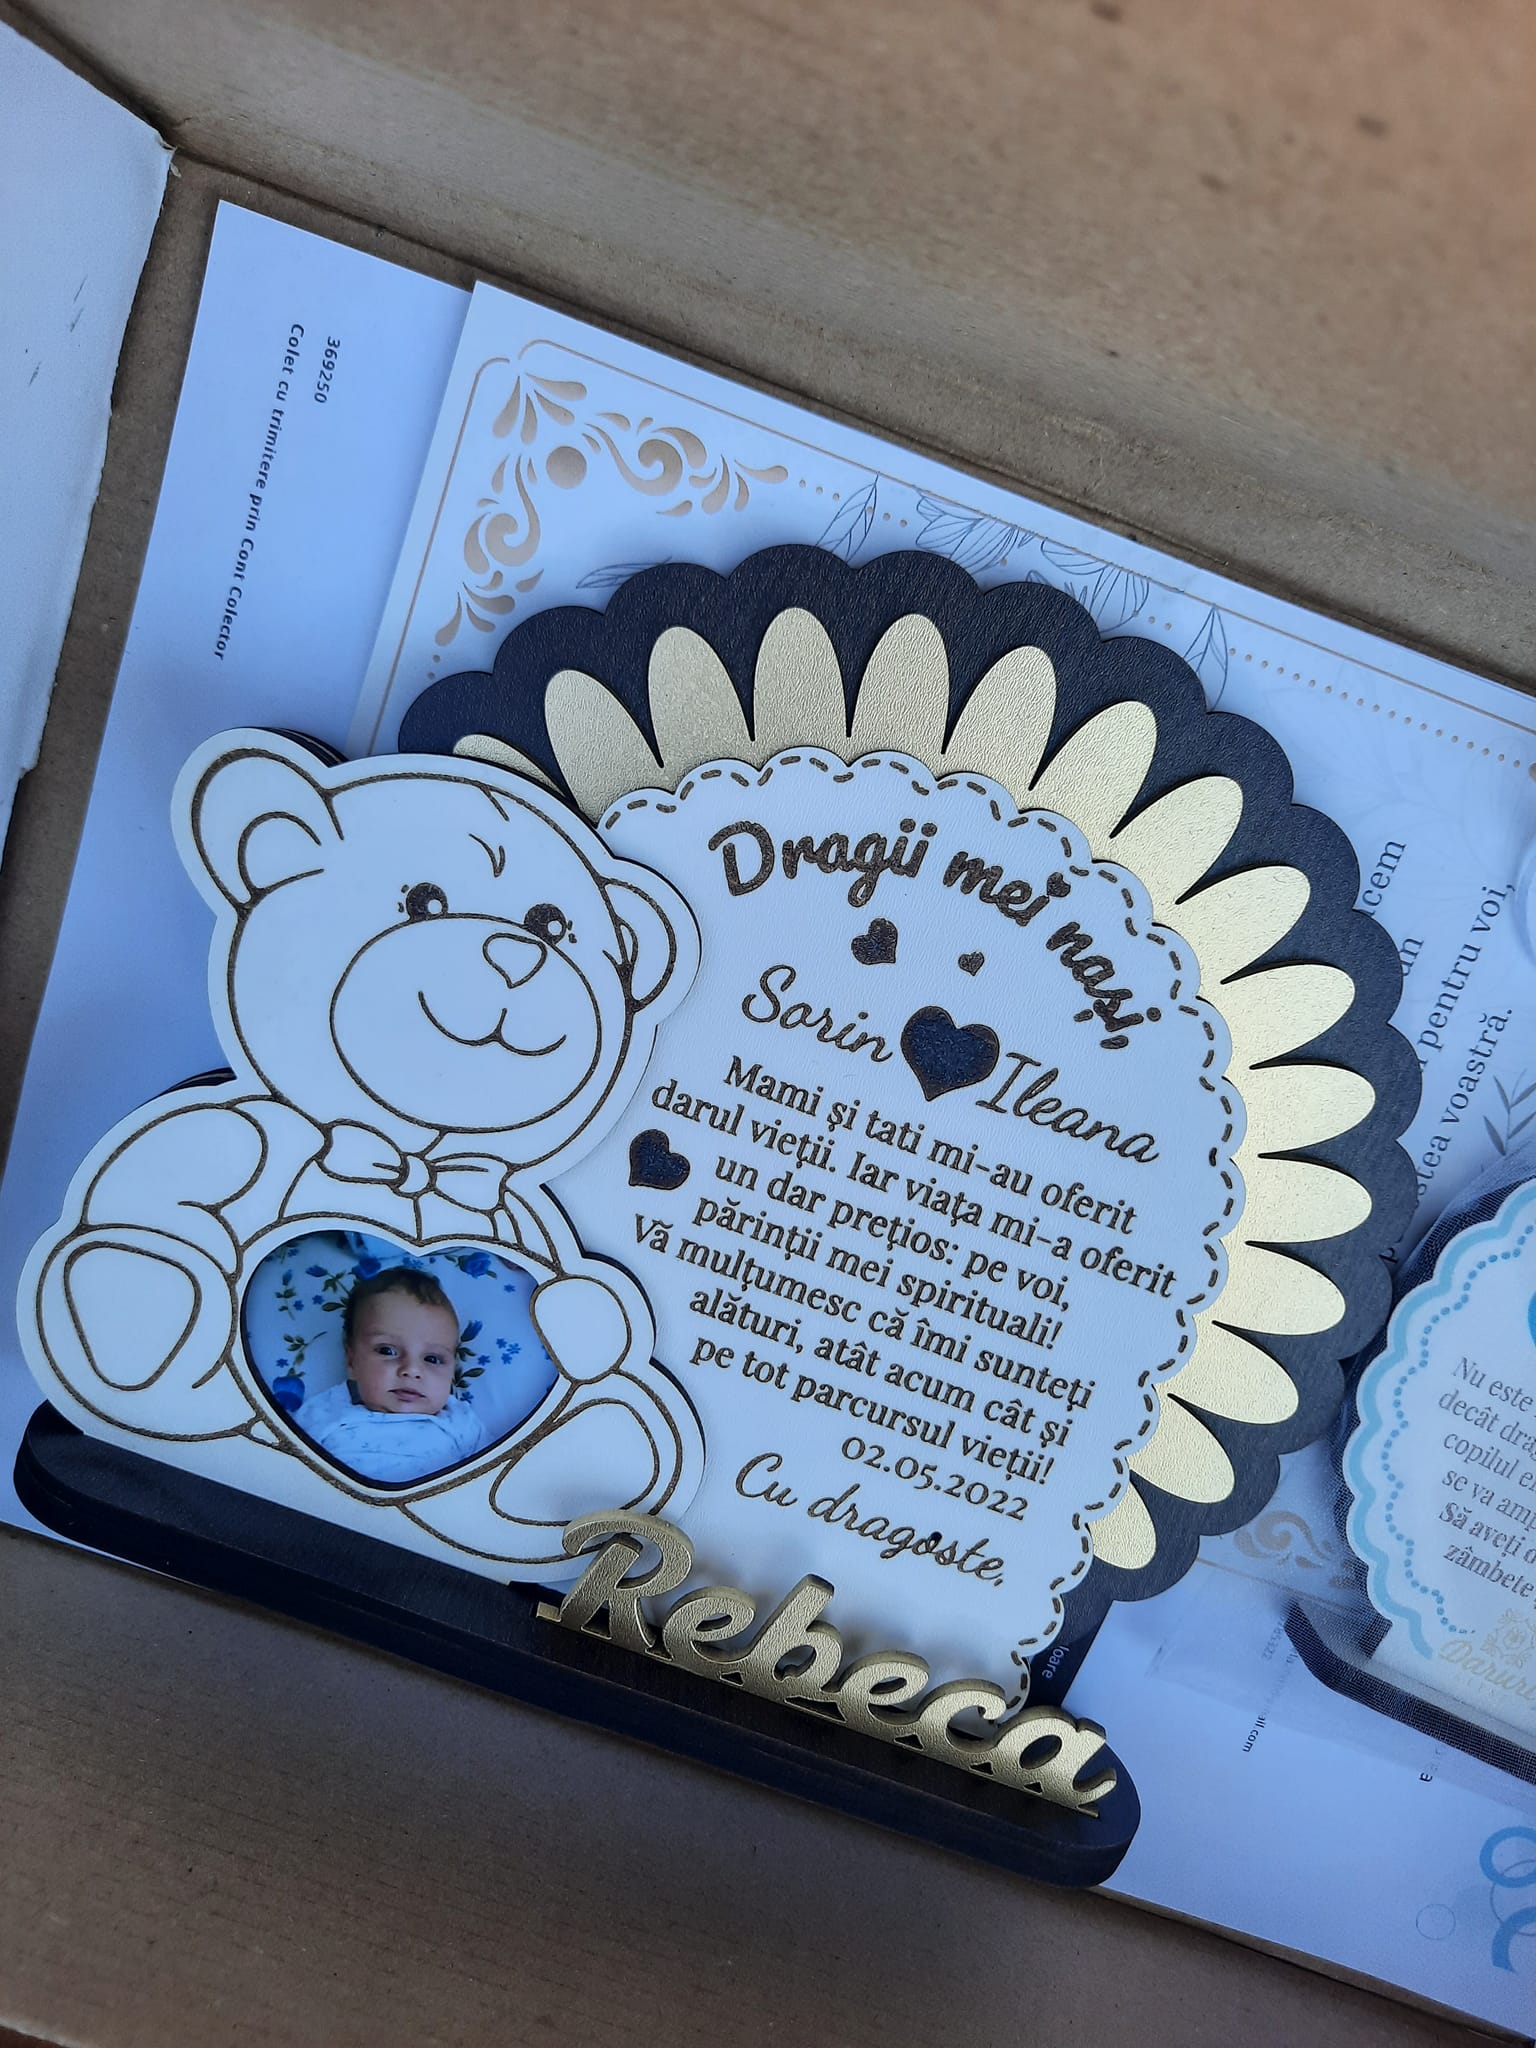 369250
Colet cu trimitere prin Cont Colector
Dragii mei nași,
Sorin Ileana
Mami și tati mi-au oferit
darul vieții. Iar viața mi-a oferit
un dar prețios: pe voi,
părinții mei spirituali!
Vă mulțumesc că îmi sunteți
alături, atât acum cât și
pe tot parcursul vieții!
02.05.2022
Cu dragoste,
Rebeca
pentru voi,
voastră.
Nu este
decât
copilul
se va
Să aveți
zâmbete